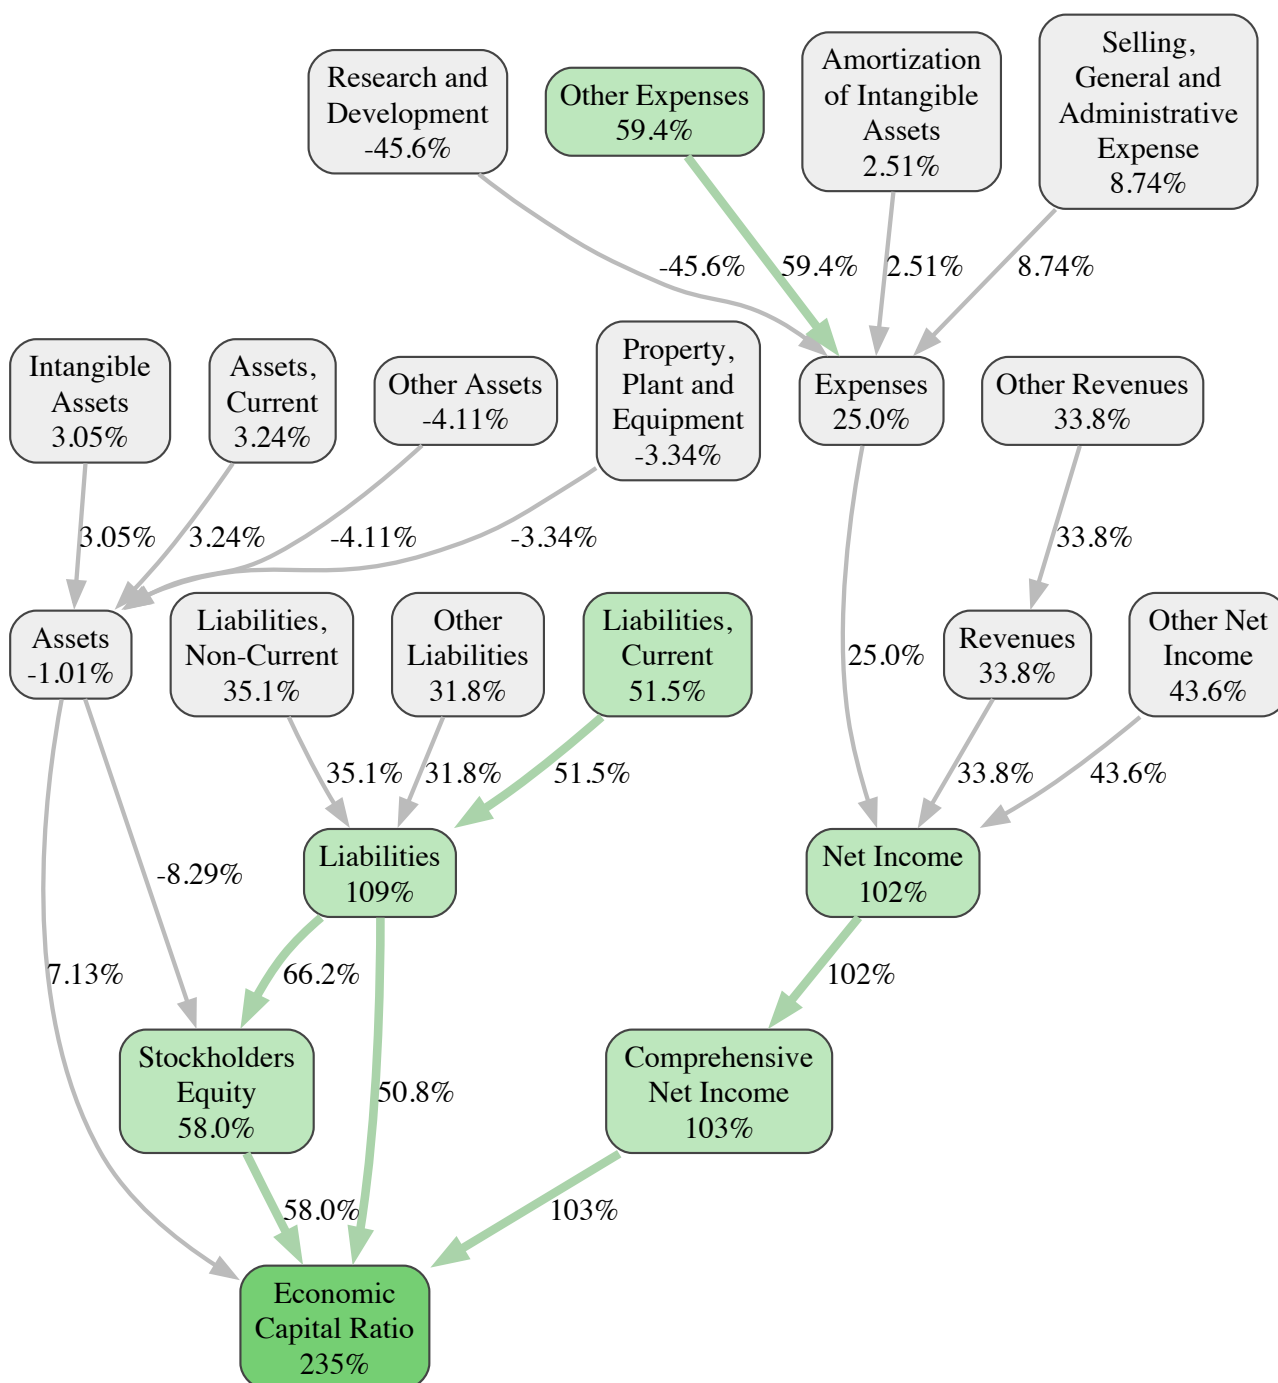 Research and
Development
-45.6%
Other Expenses
59.4%
Amortization
of Intangible
Assets
2.51%
Selling,
General and
Administrative
Expense
8.74%
-45.6%
59.4%
2.51%
8.74%
Intangible
Assets
3.05%
Assets,
Current
3.24%
Other Assets
-4.11%
Property,
Plant and
Equipment
-3.34%
Expenses
25.0%
Other Revenues
33.8%
3.05%
3.24%
-4.11%
-3.34%
33.8%
Assets
-1.01%
Liabilities,
Non-Current
35.1%
Other
Liabilities
31.8%
Liabilities,
Current
51.5%
25.0%
Revenues
33.8%
Other Net
Income
43.6%
35.1%
31.8%
51.5%
33.8%
43.6%
-8.29%
Liabilities
109%
Net Income
102%
7.13%
66.2%
102%
Stockholders
Equity
58.0%
50.8%
Comprehensive
Net Income
103%
58.0%
103%
Economic
Capital Ratio
235%